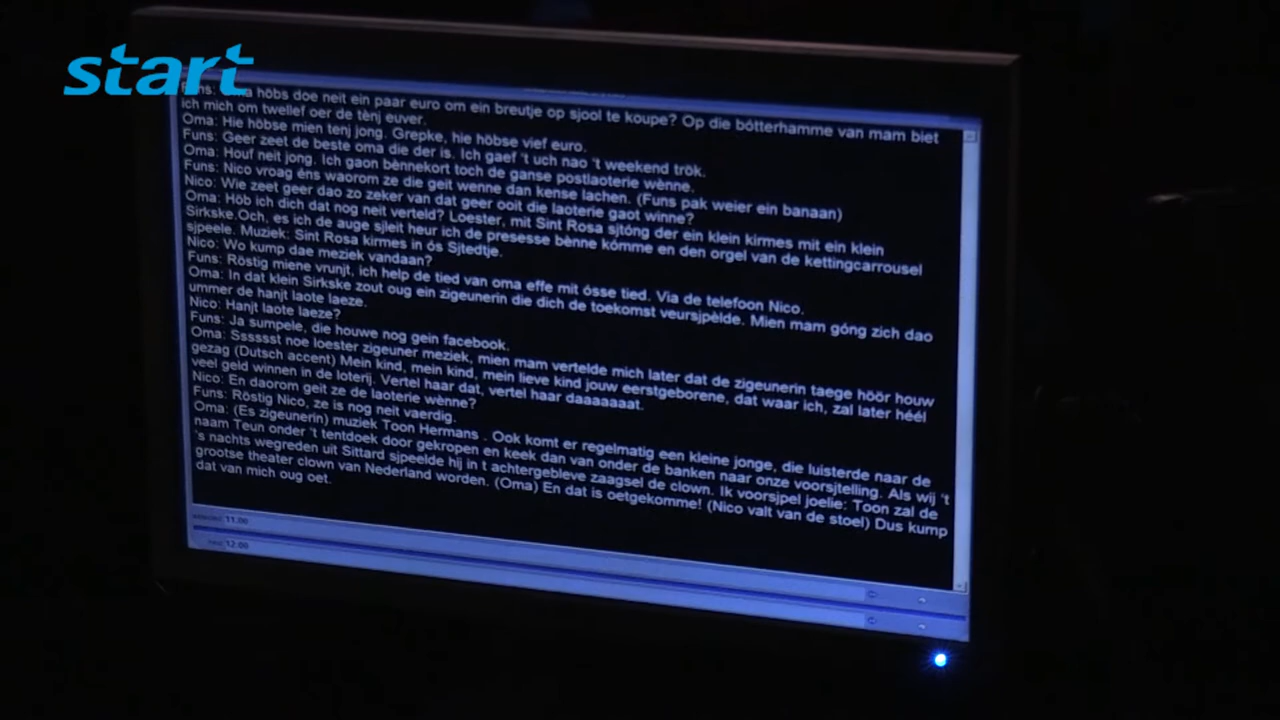 start
höbs doe neit ein paar euro om ein breutje op sjool te koupe? Op die bótterhamme van mam biet
ich mich om twellef oer de tènj euver.
Oma: Hie höbse mien tenj jong. Grepke, hie höbse vief euro.
Funs: Geer zeet de beste oma die der is. Ich gaef 't uch nao 't weekend trök.
Oma: Houf neit jong. Ich gaon bènnekort toch de ganse postlaoterie wènne.
Funs: Nico vroag éns waorom ze die geit wenne dan kense lachen. (Funs pak weier ein banaan)
Nico: Wie zeet geer dao zo zeker van dat geer ooit die laoterie gaot winne?
Oma: Höb ich dich dat nog neit verteld? Loester, mit Sint Rosa sjtóng der ein klein kirmes mit ein klein
Sirkske.Och, es ich de auge sjleit heur ich de presesse bènne kómme en den orgel van de kettingcarrousel
sjpeele. Muziek: Sint Rosa kirmes in ós Sjtedtje.
Nico: Wo kump dae meziek vandaan?
Funs: Röstig miene vrunjt, ich help de tied van oma effe mit ósse tied. Via de telefoon Nico.
Oma: In dat klein Sirkske zout oug ein zigeunerin die dich de toekomst veursjpèlde. Mien mam góng zich dao
ummer de hanjt laote laeze.
Nico: Hanjt laote laeze?
Funs: Ja sumpele, die houwe nog gein facebook.
Oma: Sssssst noe loester zigeuner meziek, mien mam vertelde mich later dat de zigeunerin taege höör houw
gezag (Dutsch accent) Mein kind, mein kind, mein lieve kind jouw eerstgeborene, dat waar ich, zal later héél
veel geld winnen in de loterij. Vertel haar dat, vertel haar daaaaaaat.
Nico: En daorom geit ze de laoterie wènne?
Funs: Röstig Nico, ze is nog neit vaerdig.
Oma: (Es zigeunerin) muziek Toon Hermans . Ook komt er regelmatig een kleine jonge, die luisterde naar de
naam Teun onder 't tentdoek door gekropen en keek dan van onder de banken naar onze voorsjtelling. Als wij 't
's nachts wegreden uit Sittard sjpeelde hij in t achtergebleve zaagsel de clown. Ik voorsjpel joelie: Toon zal de
grootse theater clown van Nederland worden. (Oma) En dat is oetgekomme! (Nico valt van de stoel) Dus kump
dat van mich oug oet.
11:00
12:00